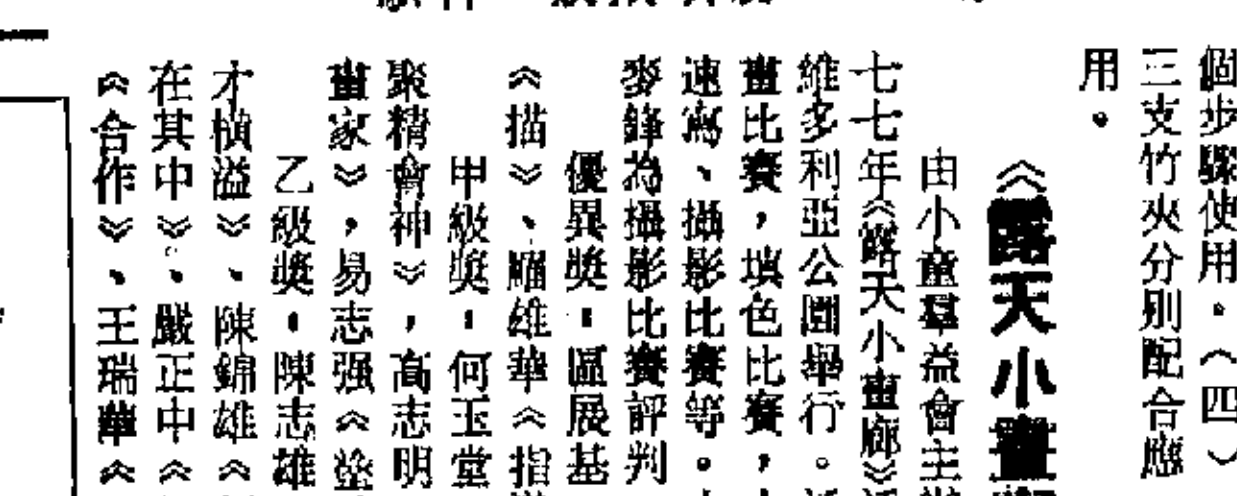 個步驟使用。(四)
三支竹夾分別配合應
用。
《露天小畫
由小童羣益會主辦
七七年《露天小畫廊》
維多利亞公園舉行。
畫比賽,填色比賽,
速寫、攝影比賽等。
麥鋒為攝影比賽評判
優異獎:區展基
《描》、羅雄華《指
甲級獎:何玉堂
聚精會神》,高志明
畫家》,易志强《塗
乙級獎:陳志雄
才橫溢》、陳錦雄《
在其中》、嚴正中《
《合作》、王瑞華《